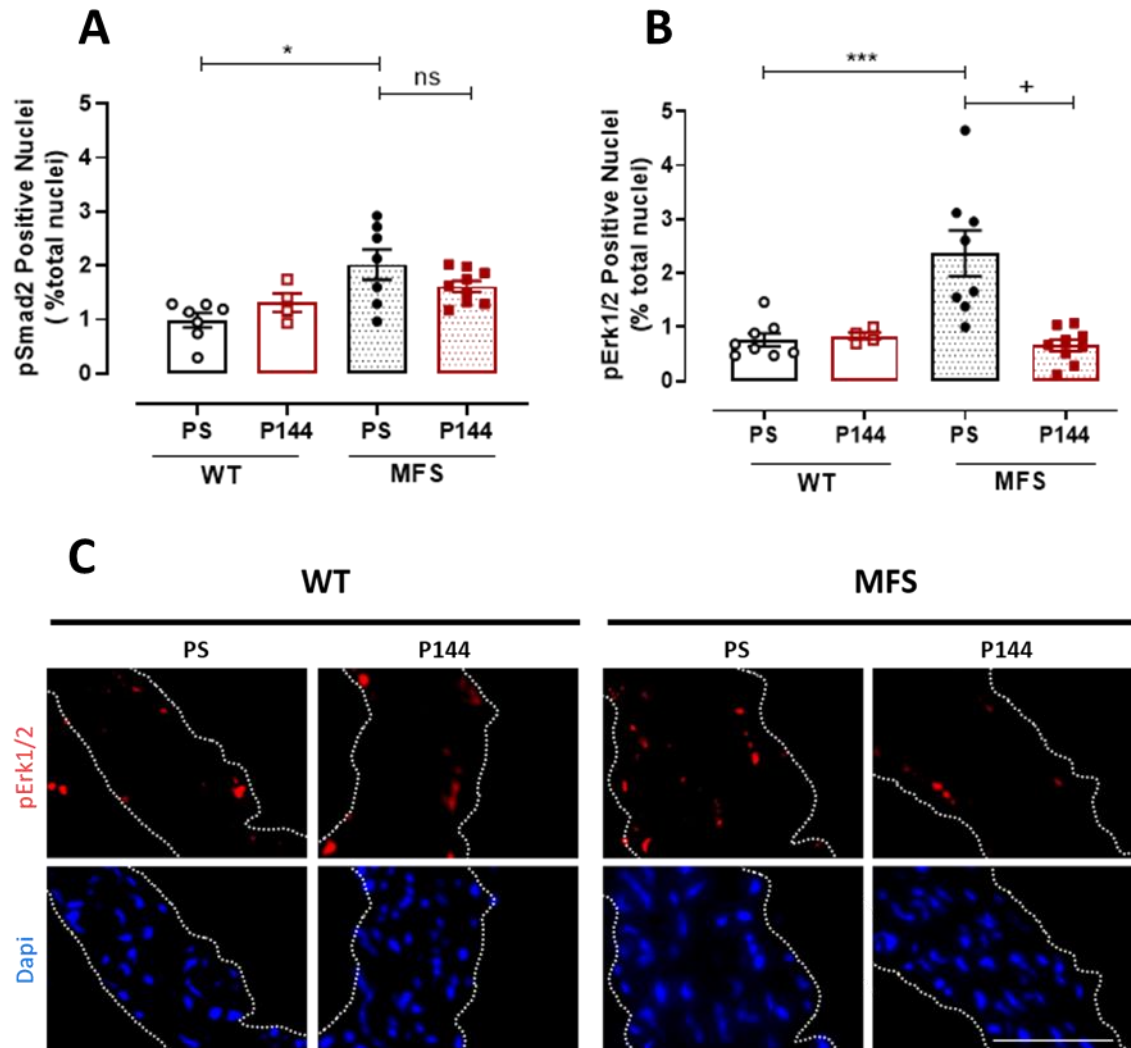 A
*
ns
pSmad2 Positive Nuclei
( %total nuclei)
5
4
3
2
1
0
PS P144 PS P144
WT MFS
B
***
+
pErk1/2 Positive Nuclei
(% total nuclei)
5
4
3
2
1
0
PS P144 PS P144
WT MFS
C
WT MFS
PS P144 PS P144
pErk1/2
Dapi